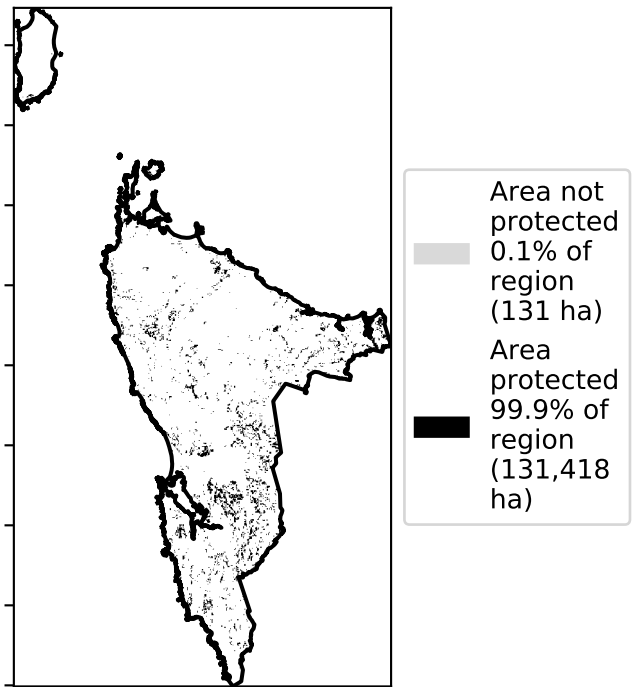 Area not
protected
0.1% of
region
(131 ha)
Area
protected
99.9% of
region
(131,418
ha)